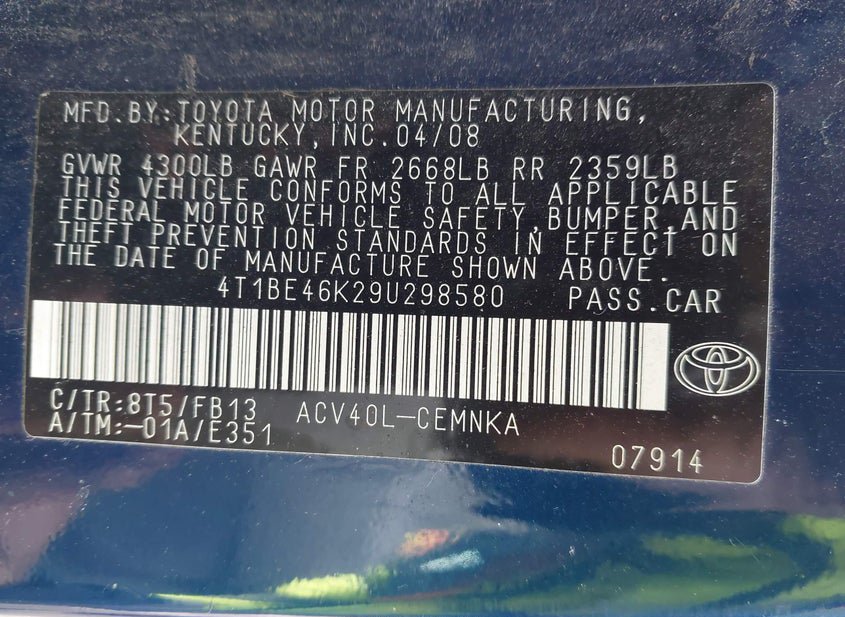 MFD.BY:TOYOTA MOTOR MANUFACTURING,
KENTUCKY,INC.04/08
GVWR 4300LB GAWR FR 2668LB RR 2359LB
THIS VEHICLE CONFORMS TO ALL APPLICABLE
FEDERAL MOTOR VEHICLE SAFETY,BUMPER,AND
THEFT PREVENTION STANDARDS IN EFFECT ON
THE DATE OF MANUFACTURE SHOWN ABOVE.
4T1BE46K29U298580 PASS.CAR
C/TR:8T5/FB13 ACV40L-CEMNKA
A/TM:-01A/E351
07914